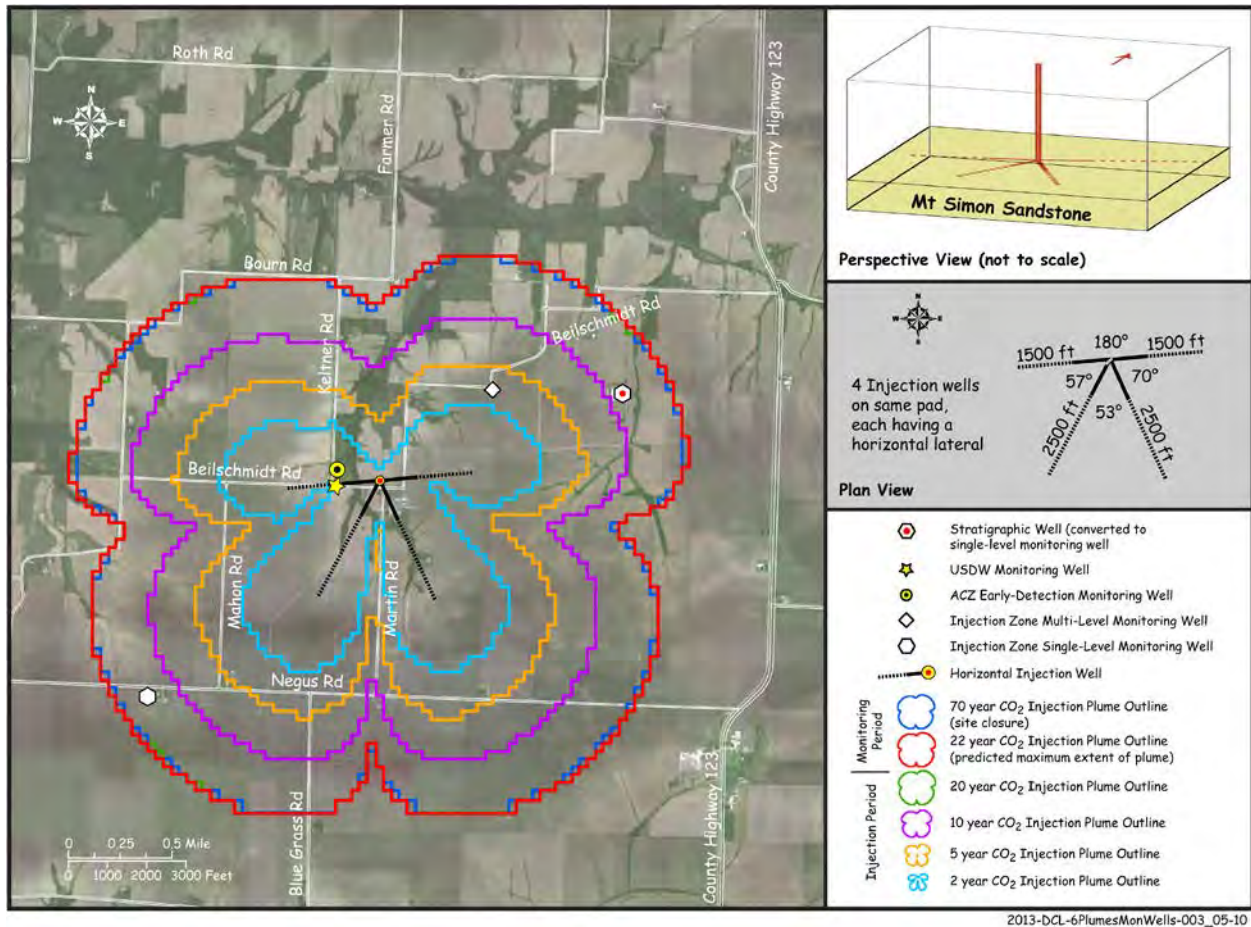 Roth Rd
Farmer Rd
County Highway 123
N
W
E
S
Bourn Rd
Keltner Rd
Beilschmidt Rd
Beilschmidt Rd
Mahon Rd
Martin Rd
Negus Rd
Blue Grass Rd
County Highway 123
0 0.25 0.5 Mile
0 1000 2000 3000 Feet
Mt Simon Sandstone
Perspective View (not to scale)
N
W
E
S
4 Injection wells
on same pad,
each having a
horizontal lateral
1500 ft
180°
1500 ft
57°
70°
53°
2500 ft
2500 ft
Plan View
Stratigraphic Well (converted to
single-level monitoring well
USDW Monitoring Well
ACZ Early-Detection Monitoring Well
Injection Zone Multi-Level Monitoring Well
Injection Zone Single-Level Monitoring Well
Horizontal Injection Well
Monitoring
Period
70 year CO₂ Injection Plume Outline
(site closure)
22 year CO₂ Injection Plume Outline
(predicted maximum extent of plume)
Injection Period
20 year CO₂ Injection Plume Outline
10 year CO₂ Injection Plume Outline
5 year CO₂ Injection Plume Outline
2 year CO₂ Injection Plume Outline
2013-DCL-6PlumesMonWells-003_05-10